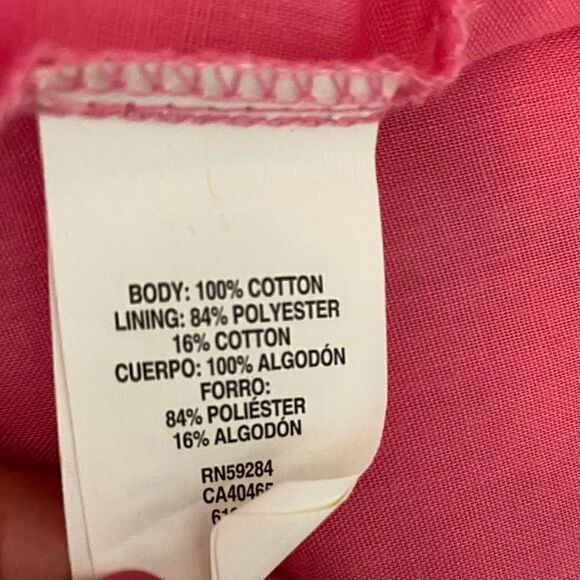 BODY: 100% COTTON
LINING: 84% POLYESTER
16% COTTON
CUERPO: 100% ALGODÓN
FORRO:
84% POLIÉSTER
16% ALGODÓN
RN59284